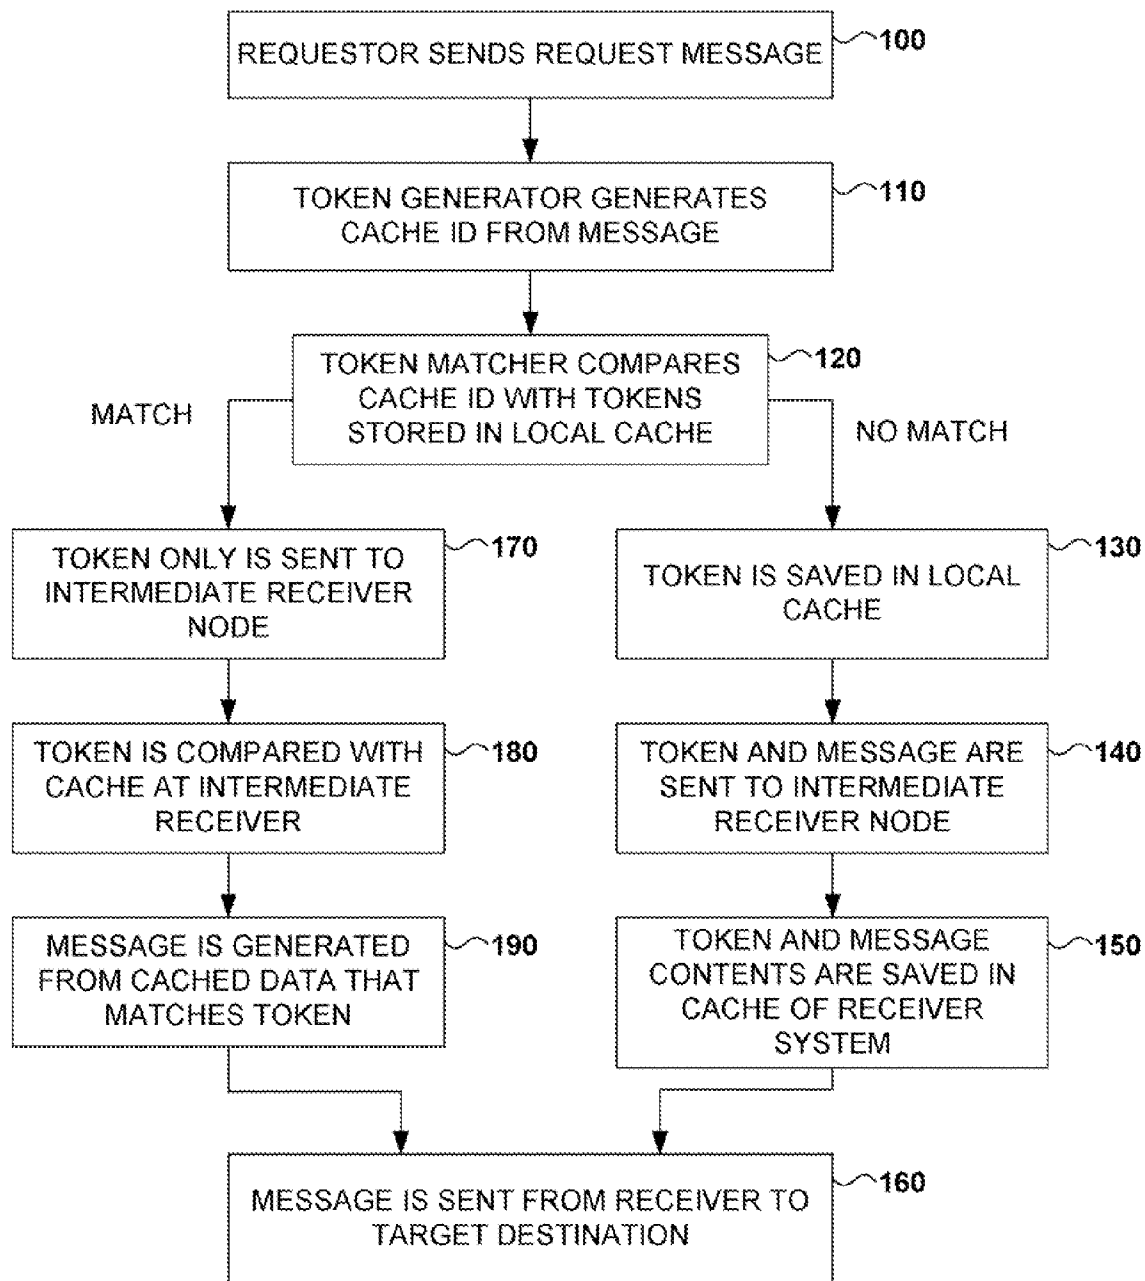 REQUESTOR SENDS REQUEST MESSAGE
100
TOKEN GENERATOR GENERATES
CACHE ID FROM MESSAGE
110
TOKEN MATCHER COMPARES
CACHE ID WITH TOKENS
STORED IN LOCAL CACHE
120
MATCH
NO MATCH
TOKEN ONLY IS SENT TO
INTERMEDIATE RECEIVER
NODE
170
TOKEN IS SAVED IN LOCAL
CACHE
130
TOKEN IS COMPARED WITH
CACHE AT INTERMEDIATE
RECEIVER
180
TOKEN AND MESSAGE ARE
SENT TO INTERMEDIATE
RECEIVER NODE
140
MESSAGE IS GENERATED
FROM CACHED DATA THAT
MATCHES TOKEN
190
TOKEN AND MESSAGE
CONTENTS ARE SAVED IN
CACHE OF RECEIVER
SYSTEM
150
MESSAGE IS SENT FROM RECEIVER TO
TARGET DESTINATION
160